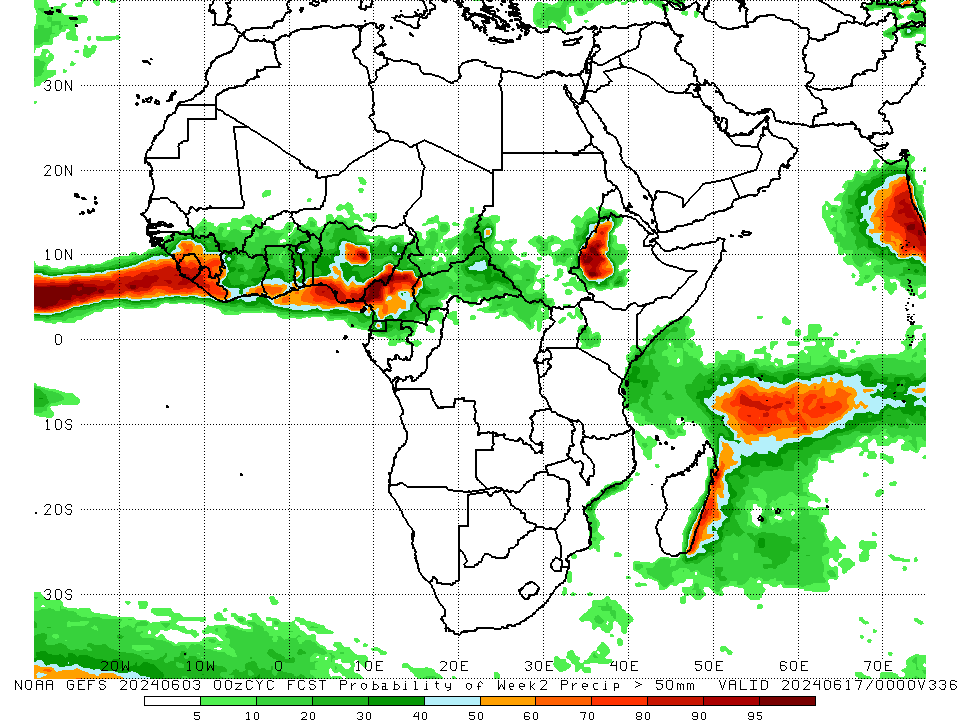 30N
20N
10N
0
10S
20S
30S
20W 10W 0 10E 20E 30E 40E 50E 60E 70E
NOAA GEFS 20240603 00zCYC FCST Probability of Week2 Precip > 50mm VALID 20240617/0000V336
5 10 20 30 40 50 60 70 80 90 95